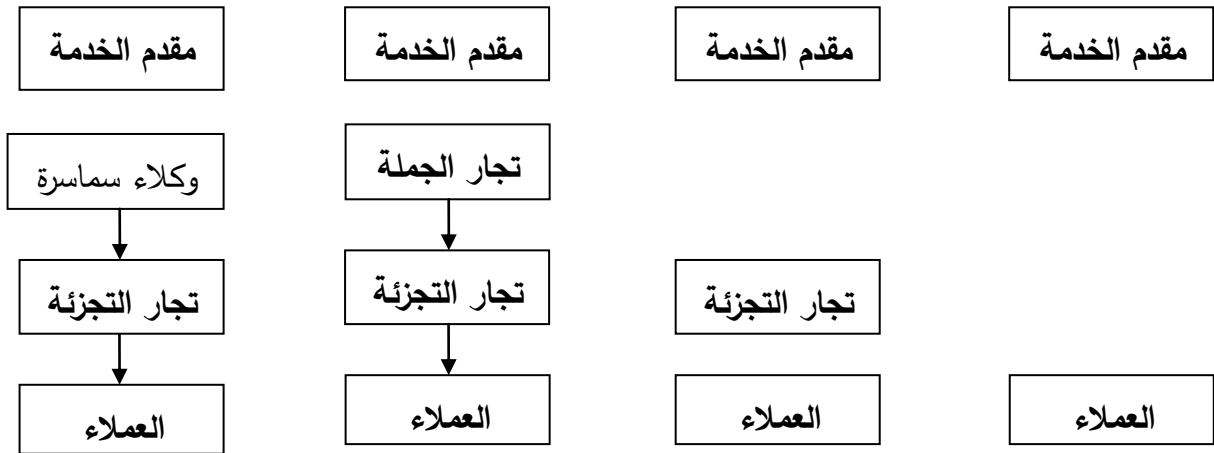 مقدم الخدمة
مقدم الخدمة
مقدم الخدمة
مقدم الخدمة
تجار الجملة
وكلاء سماسرة
تجار التجزئة
تجار التجزئة
تجار التجزئة
العملاء
العملاء
العملاء
العملاء